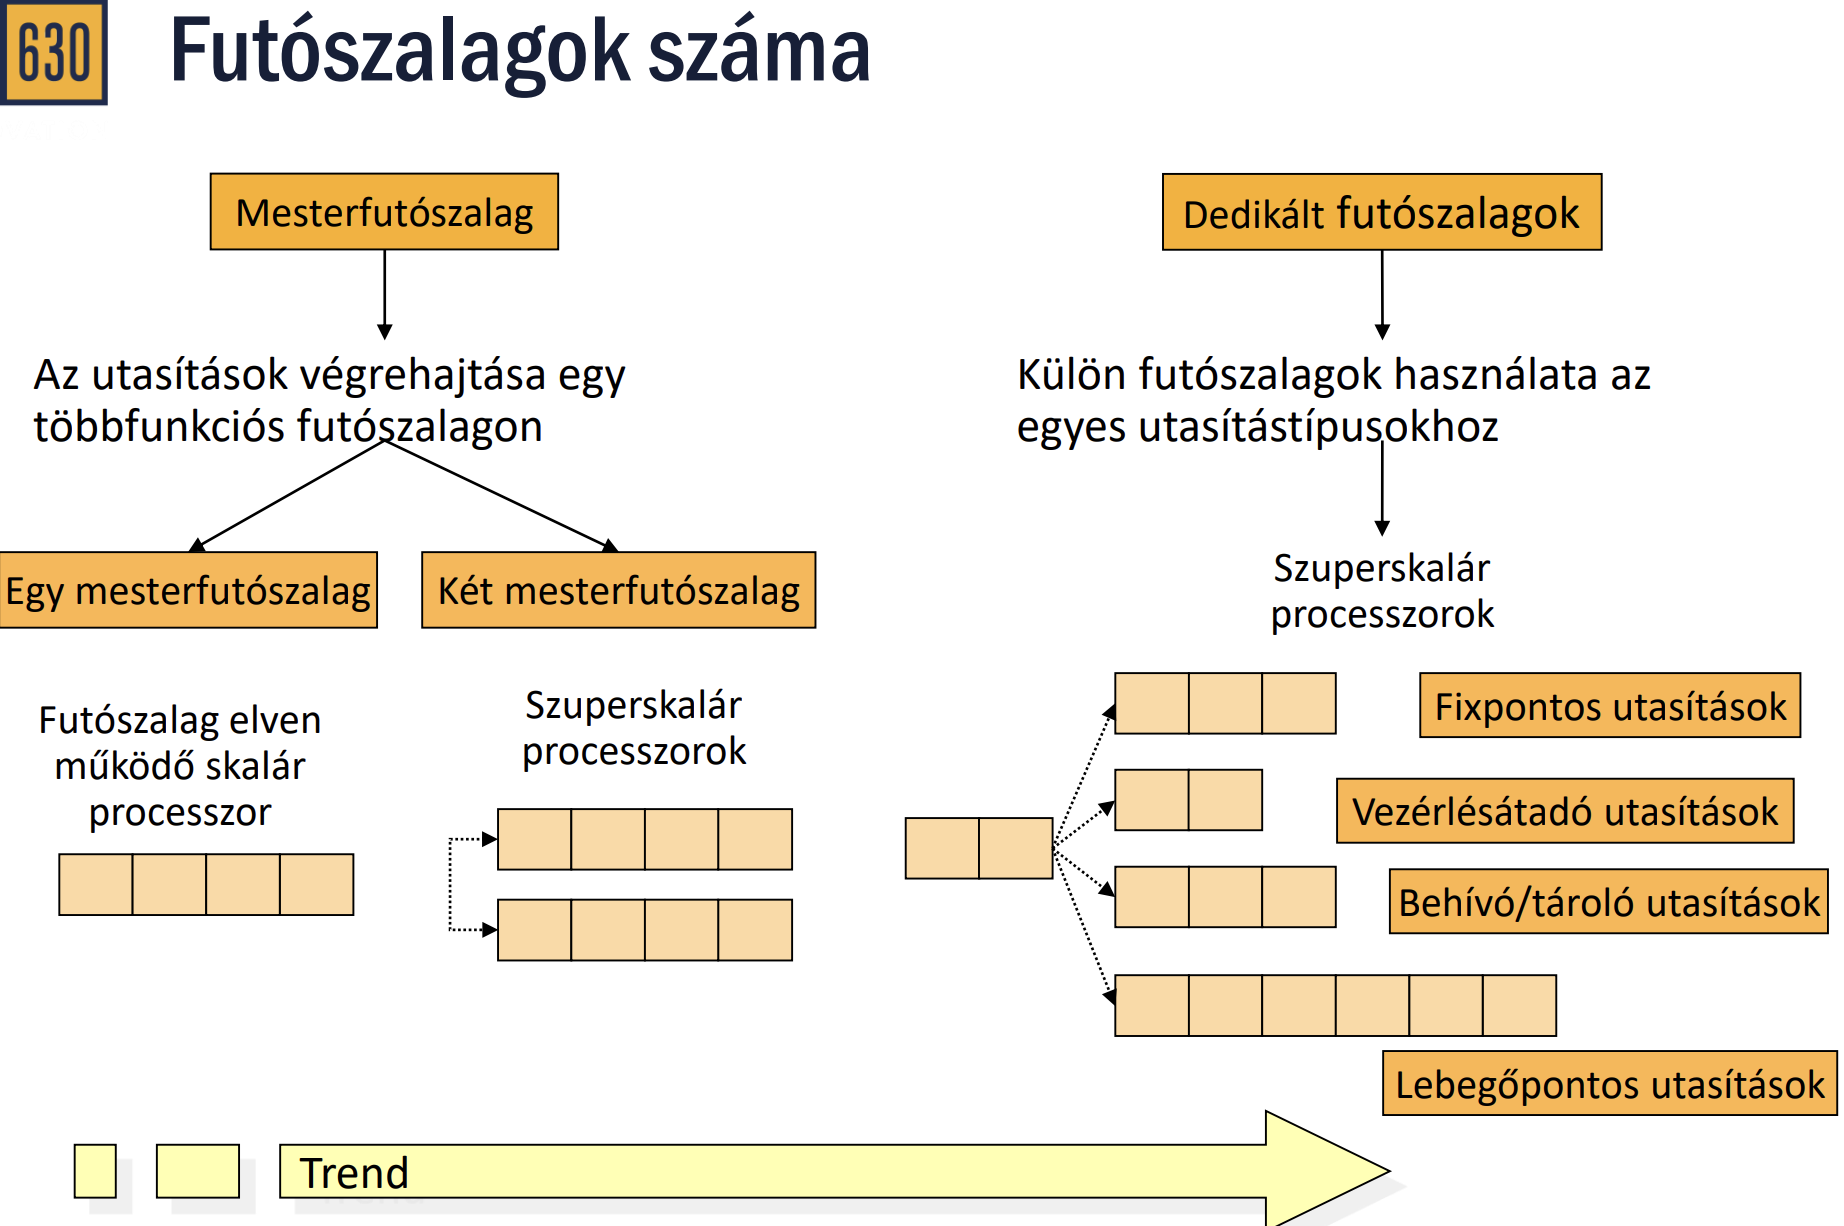 630
Futószalagok száma
Mesterfutószalag
Az utasítások végrehajtása egy
többfunkciós futószalagon
Egy mesterfutószalag
Két mesterfutószalag
Futószalag elven
működő skalár
processzor
Szuperskalár
processzorok
Dedikált futószalagok
Külön futószalagok használata az
egyes utasítástípusokhoz
Szuperskalár
processzorok
Fixpontos utasítások
Vezérlésátadó utasítások
Behívó/tároló utasítások
Lebegőpontos utasítások
Trend